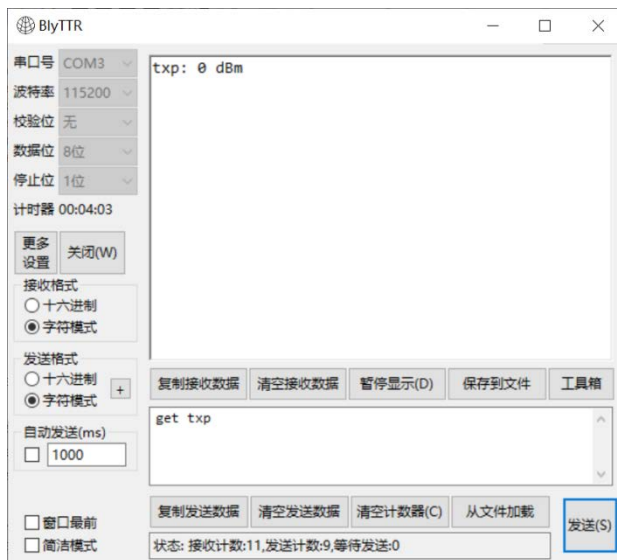 BlyTTR
串口号 COM3
波特率 115200
校验位 无
数据位 8位
停止位 1位
计时器 00:04:03
更多
设置
关闭(W)
接收格式
十六进制
字符模式
发送格式
十六进制
字符模式
+
自动发送(ms)
1000
窗口最前
简洁模式
txp: 0 dBm
复制接收数据 清空接收数据 暂停显示(D) 保存到文件 工具箱
get txp
复制发送数据 清空发送数据 清空计数器(C) 从文件加载 发送(S)
状态: 接收计数:11,发送计数:9,等待发送:0